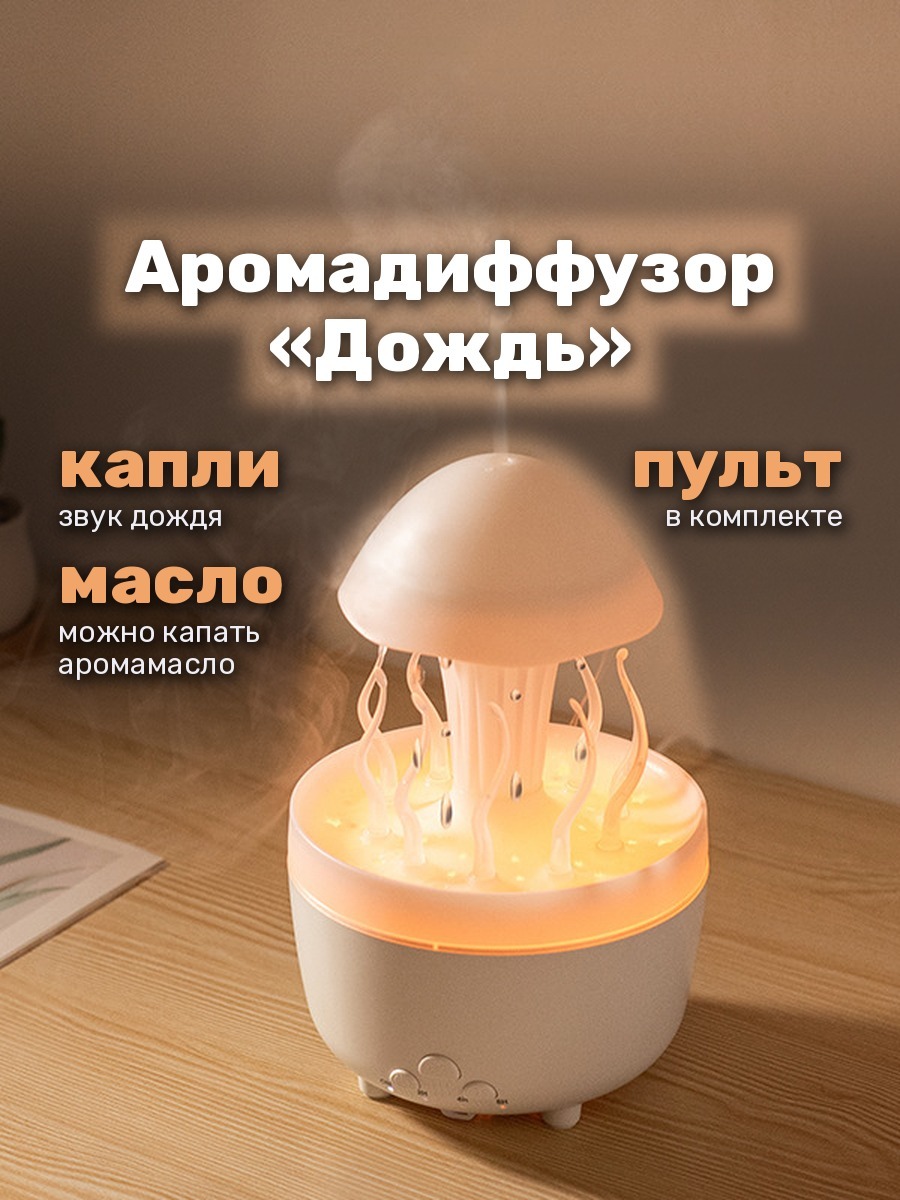 Аромадиффузор
«Дождь»
капли
звук дождя
масло
можно капать
аромамасло
пульт
в комплекте